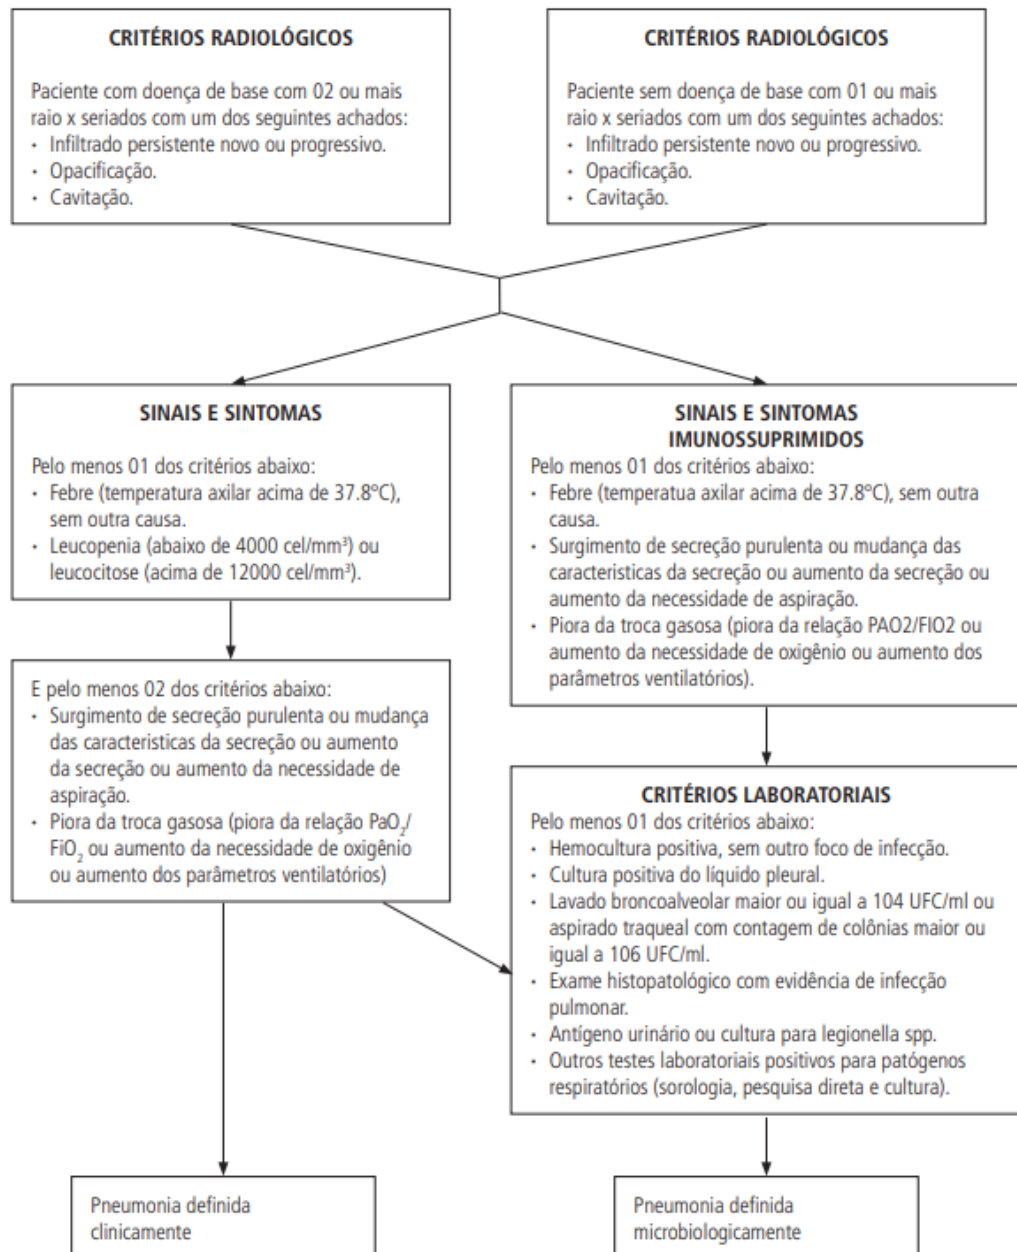 CRITÉRIOS RADIOLÓGICOS
Paciente com doença de base com 02 ou mais
raio x seriados com um dos seguintes achados:
• Infiltrado persistente novo ou progressivo.
• Opacificação.
• Cavitação.
CRITÉRIOS RADIOLÓGICOS
Paciente sem doença de base com 01 ou mais
raio x seriados com um dos seguintes achados:
• Infiltrado persistente novo ou progressivo.
• Opacificação.
• Cavitação.
SINAIS E SINTOMAS
Pelo menos 01 dos critérios abaixo:
• Febre (temperatura axilar acima de 37.8ºC),
sem outra causa.
• Leucopenia (abaixo de 4000 cel/mm³) ou
leucocitose (acima de 12000 cel/mm³).
E pelo menos 02 dos critérios abaixo:
• Surgimento de secreção purulenta ou mudança
das caracteristicas da secreção ou aumento
da secreção ou aumento da necessidade de
aspiração.
• Piora da troca gasosa (piora da relação PaO₂/
FiO₂ ou aumento da necessidade de oxigênio
ou aumento dos parâmetros ventilatórios)
SINAIS E SINTOMAS
IMUNOSSUPRIMIDOS
Pelo menos 01 dos critérios abaixo:
• Febre (temperatua axilar acima de 37.8ºC), sem outra
causa.
• Surgimento de secreção purulenta ou mudança das
caracteristicas da secreção ou aumento da secreção ou
aumento da necessidade de aspiração.
• Piora da troca gasosa (piora da relação PAO2/FIO2 ou
aumento da necessidade de oxigênio ou aumento dos
parâmetros ventilatórios).
CRITÉRIOS LABORATORIAIS
Pelo menos 01 dos critérios abaixo:
• Hemocultura positiva, sem outro foco de infecção.
• Cultura positiva do líquido pleural.
• Lavado broncoalveolar maior ou igual a 104 UFC/ml ou
aspirado traqueal com contagem de colônias maior ou
igual a 106 UFC/ml.
• Exame histopatológico com evidência de infecção
pulmonar.
• Antígeno urinário ou cultura para legionella spp.
• Outros testes laboratoriais positivos para patógenos
respiratórios (sorologia, pesquisa direta e cultura).
Pneumonia definida
clinicamente
Pneumonia definida
microbiologicamente